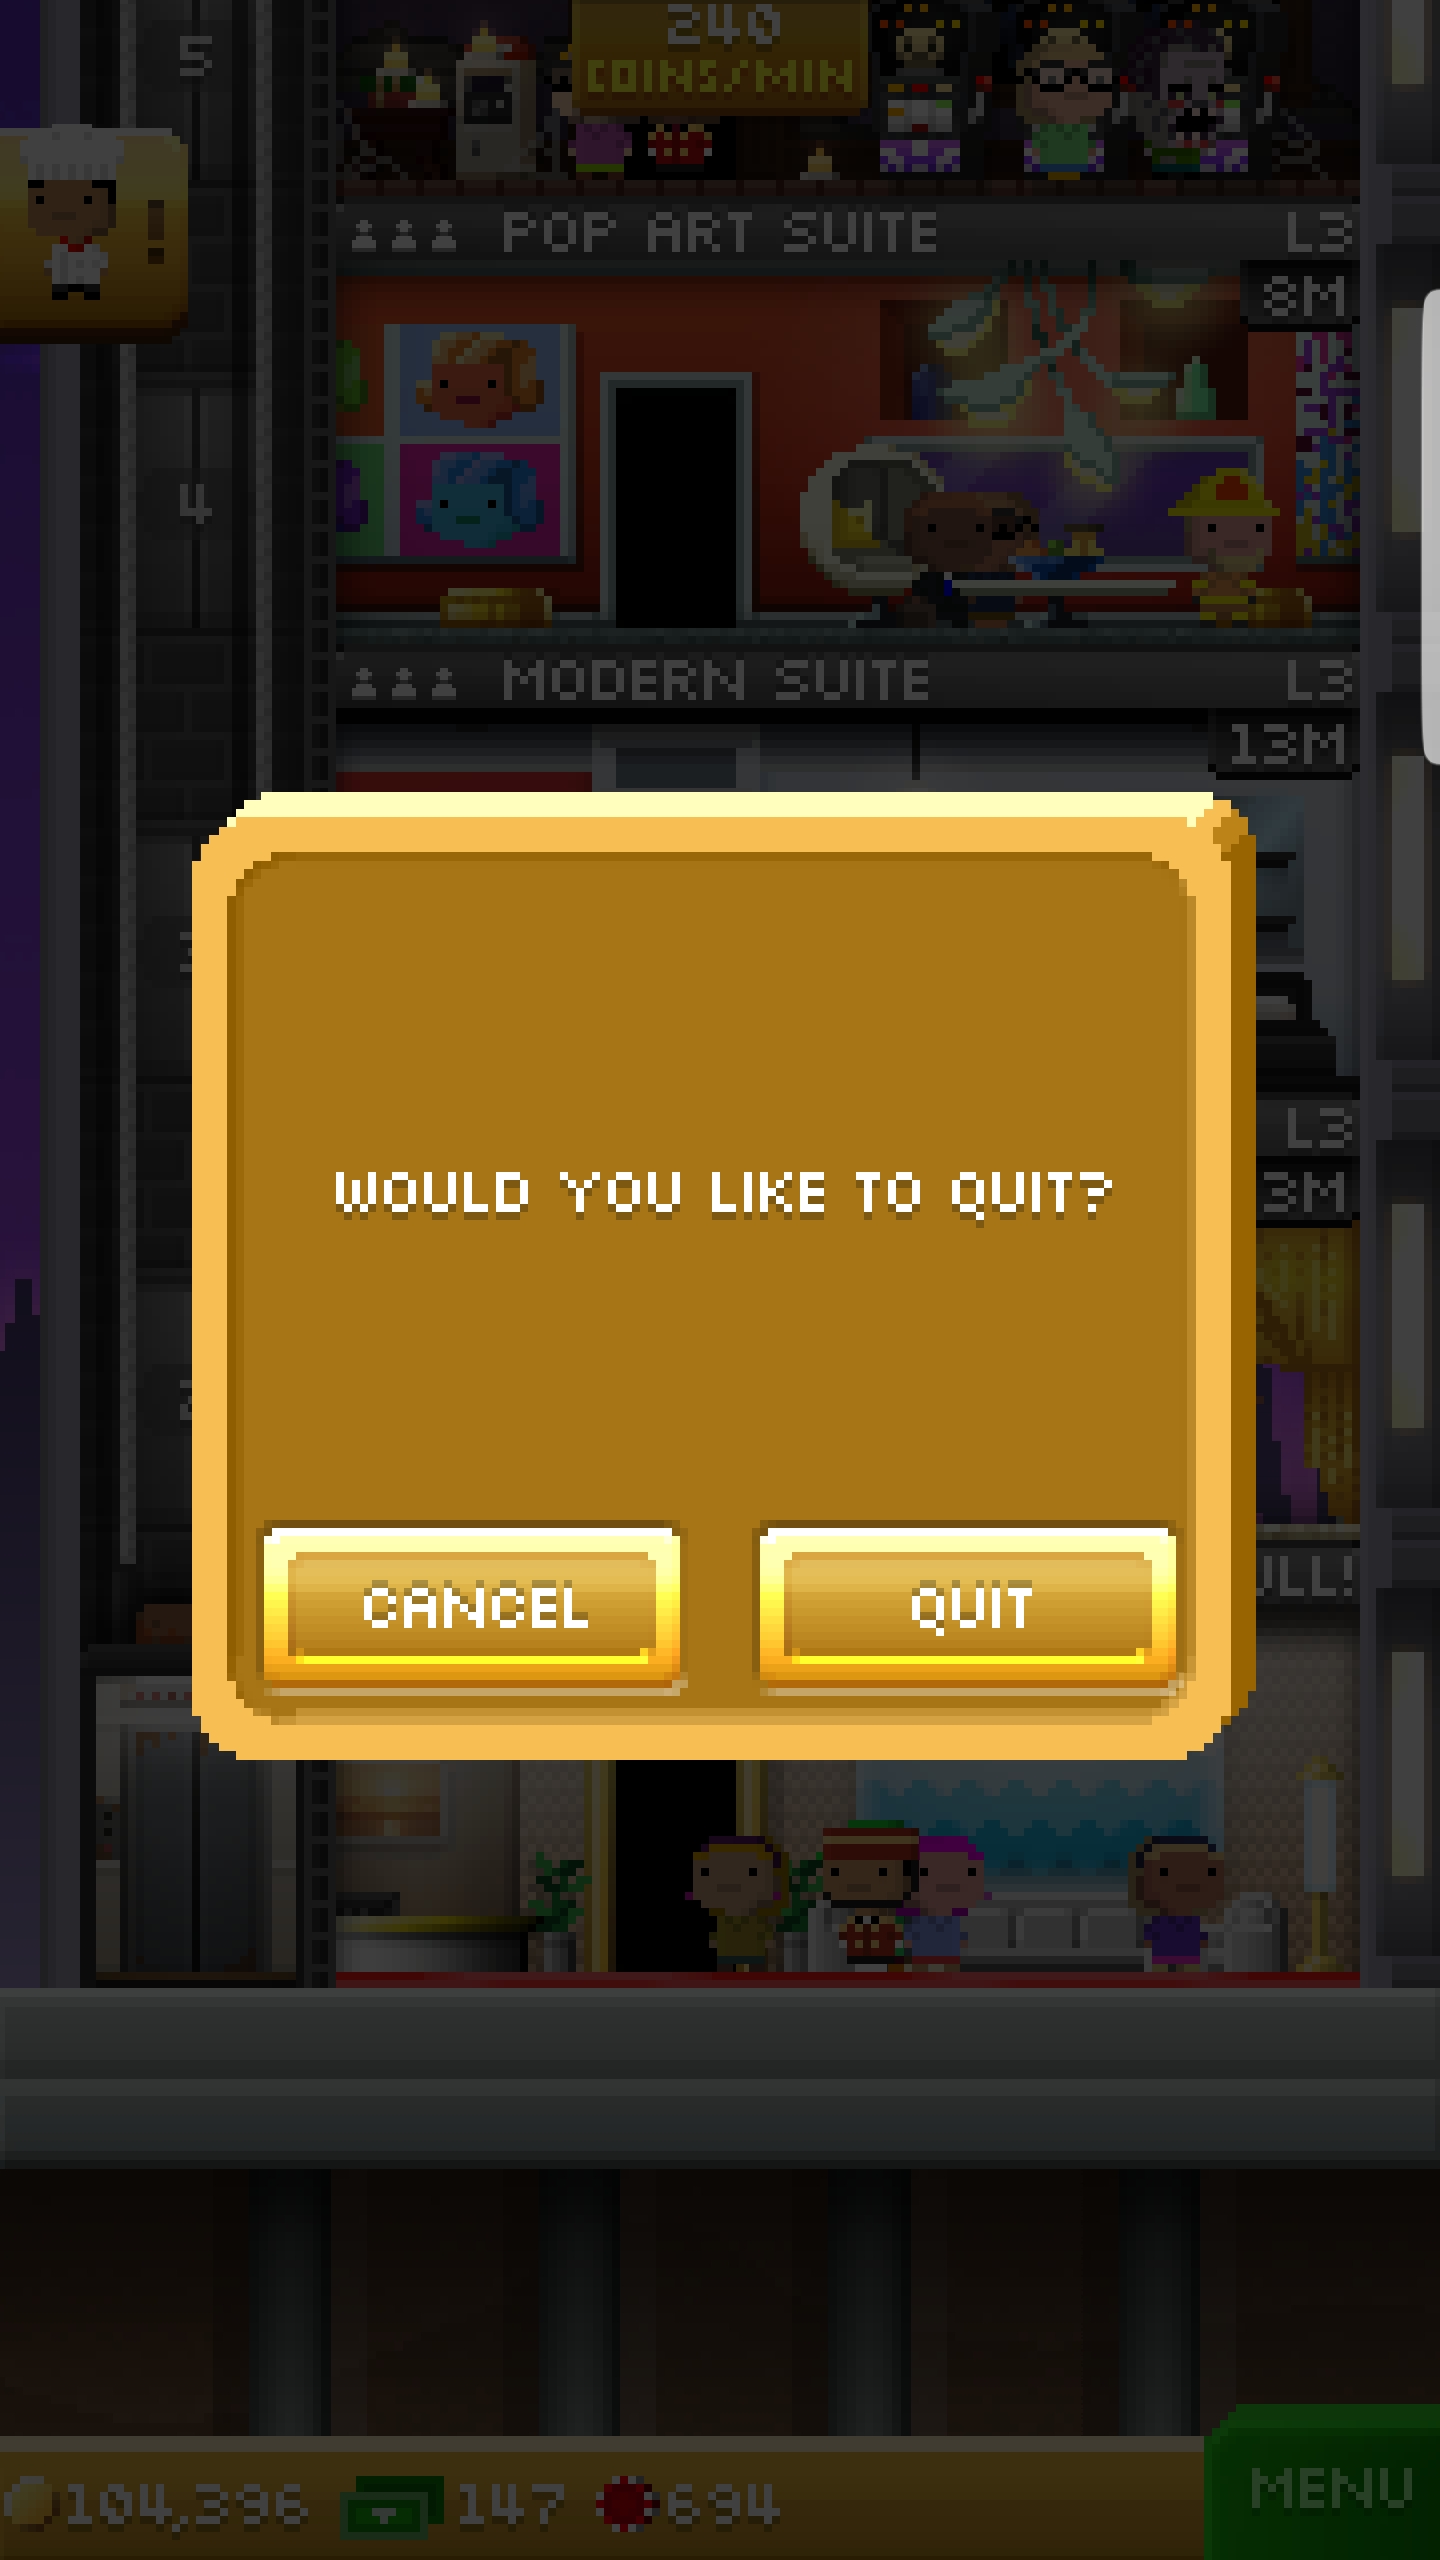 240
COINS/MIN
5
POP ART SUITE L3
8M
4
MODERN SUITE L3
13M
L3
3M
WOULD YOU LIKE TO QUIT?
CANCEL QUIT
104,396 147 694
MENU